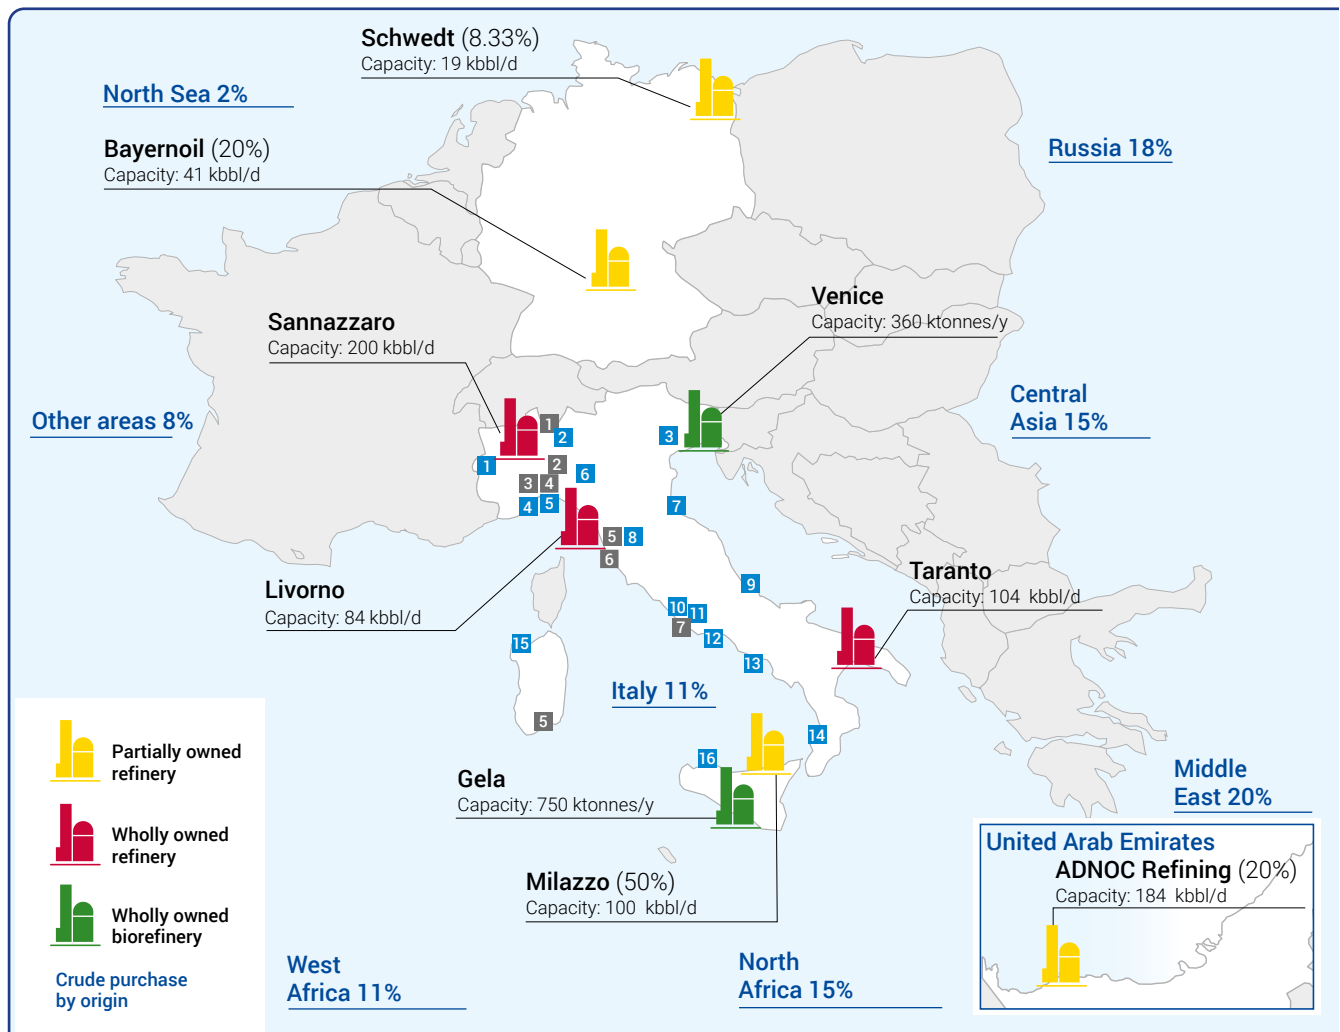 Schwedt (8.33%)
Capacity: 19 kbbl/d
North Sea 2%
Bayernoil (20%)
Capacity: 41 kbbl/d
Russia 18%
Venice
Capacity: 360 ktonnes/y
Sannazzaro
Capacity: 200 kbbl/d
Central
Asia 15%
Other areas 8%
1
2
3
1
2
6
3
4
4
5
7
5
8
6
Livorno
Capacity: 84 kbbl/d
Taranto
Capacity: 104 kbbl/d
9
10
11
7
12
13
15
5
14
16
Italy 11%
Gela
Capacity: 750 ktonnes/y
Milazzo (50%)
Capacity: 100 kbbl/d
Middle
East 20%
United Arab Emirates
ADNOC Refining (20%)
Capacity: 184 kbbl/d
Partially owned
refinery
Wholly owned
refinery
Wholly owned
biorefinery
Crude purchase
by origin
West
Africa 11%
North
Africa 15%